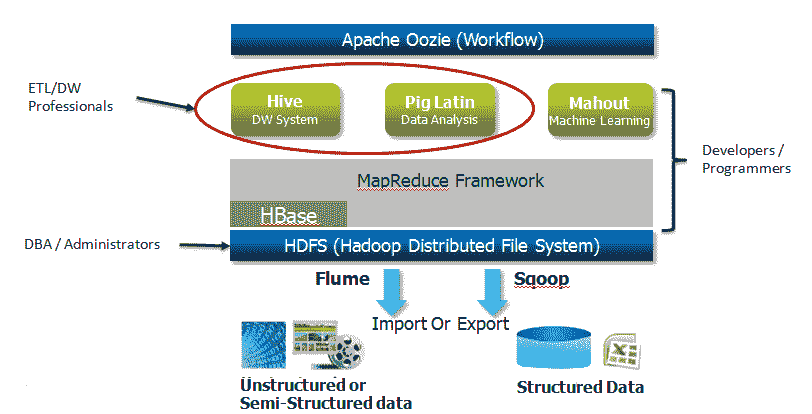 Apache Oozie (Workflow)
ETL/DW
Professionals
Hive
DW System
Pig Latin
Data Analysis
Mahout
Machine Learning
Developers /
Programmers
MapReduce Framework
HBase
DBA / Administrators
HDFS (Hadoop Distributed File System)
Flume
Sqoop
Import Or Export
Unstructured or
Semi-Structured data
Structured Data